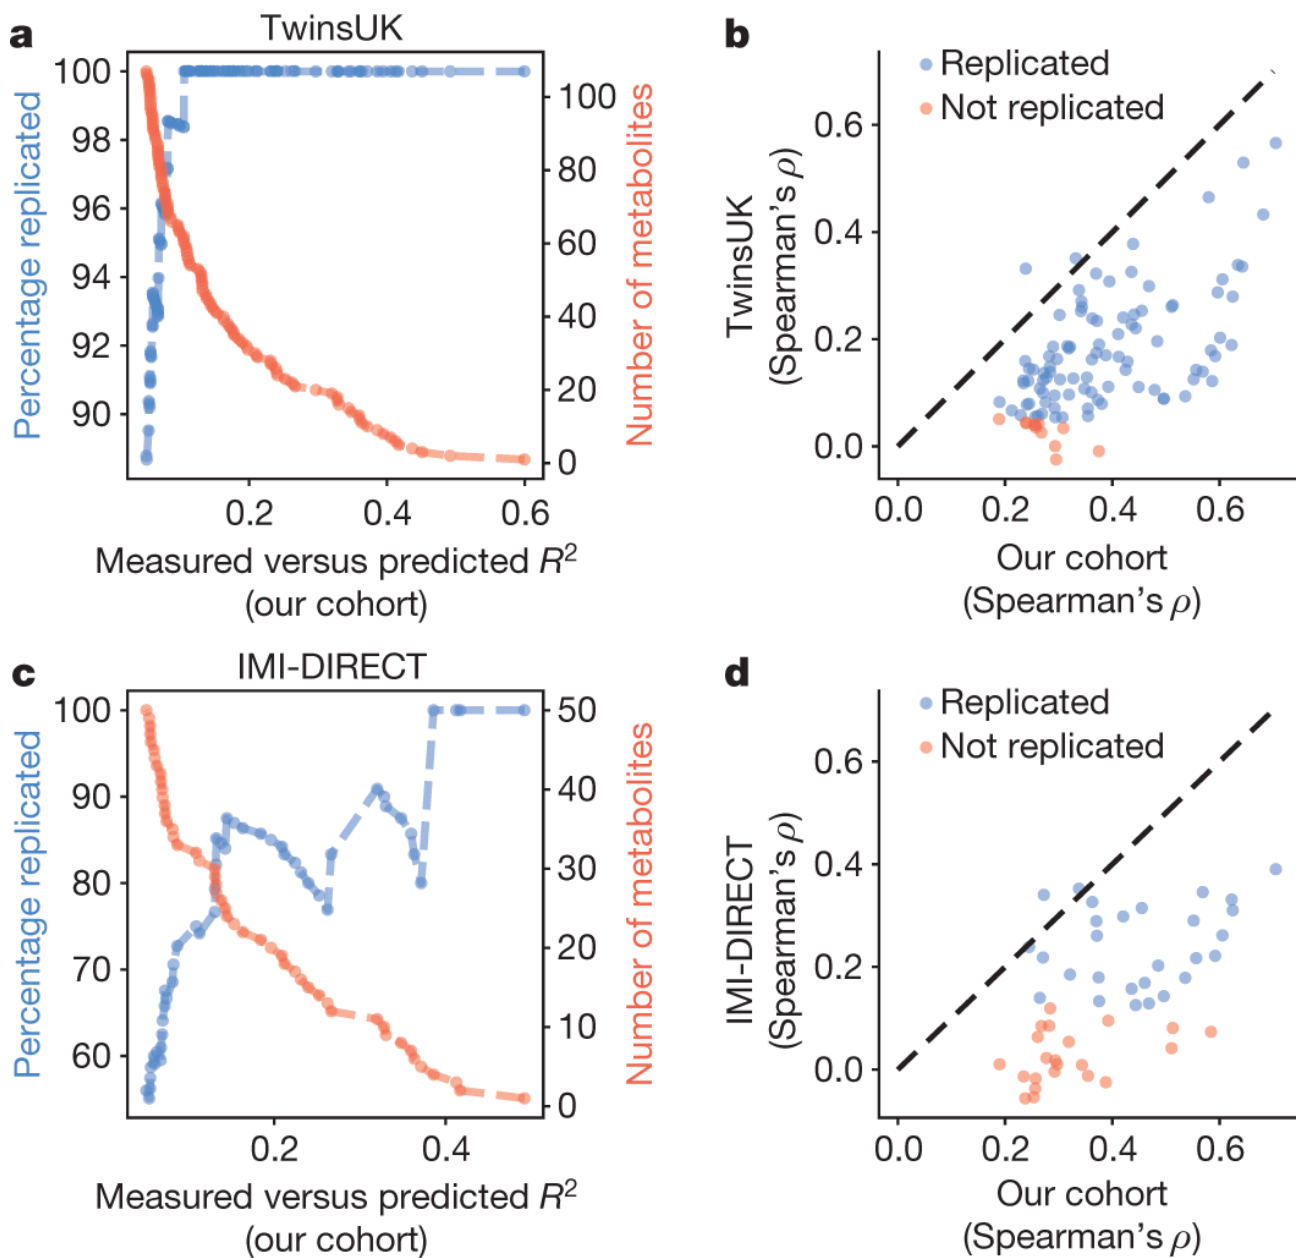 a
TwinsUK
Percentage replicated
100
98
96
94
92
90
100
80
60
40
20
0
Number of metabolites
0.2
0.4
0.6
Measured versus predicted R²
(our cohort)
b
Replicated
Not replicated
TwinsUK
(Spearman's ρ)
0.6
0.4
0.2
0.0
0.0
0.2
0.4
0.6
Our cohort
(Spearman's ρ)
c
IMI-DIRECT
Percentage replicated
100
90
80
70
60
50
40
30
20
10
0
Number of metabolites
0.2
0.4
Measured versus predicted R²
(our cohort)
d
Replicated
Not replicated
IMI-DIRECT
(Spearman's ρ)
0.6
0.4
0.2
0.0
0.0
0.2
0.4
0.6
Our cohort
(Spearman's ρ)